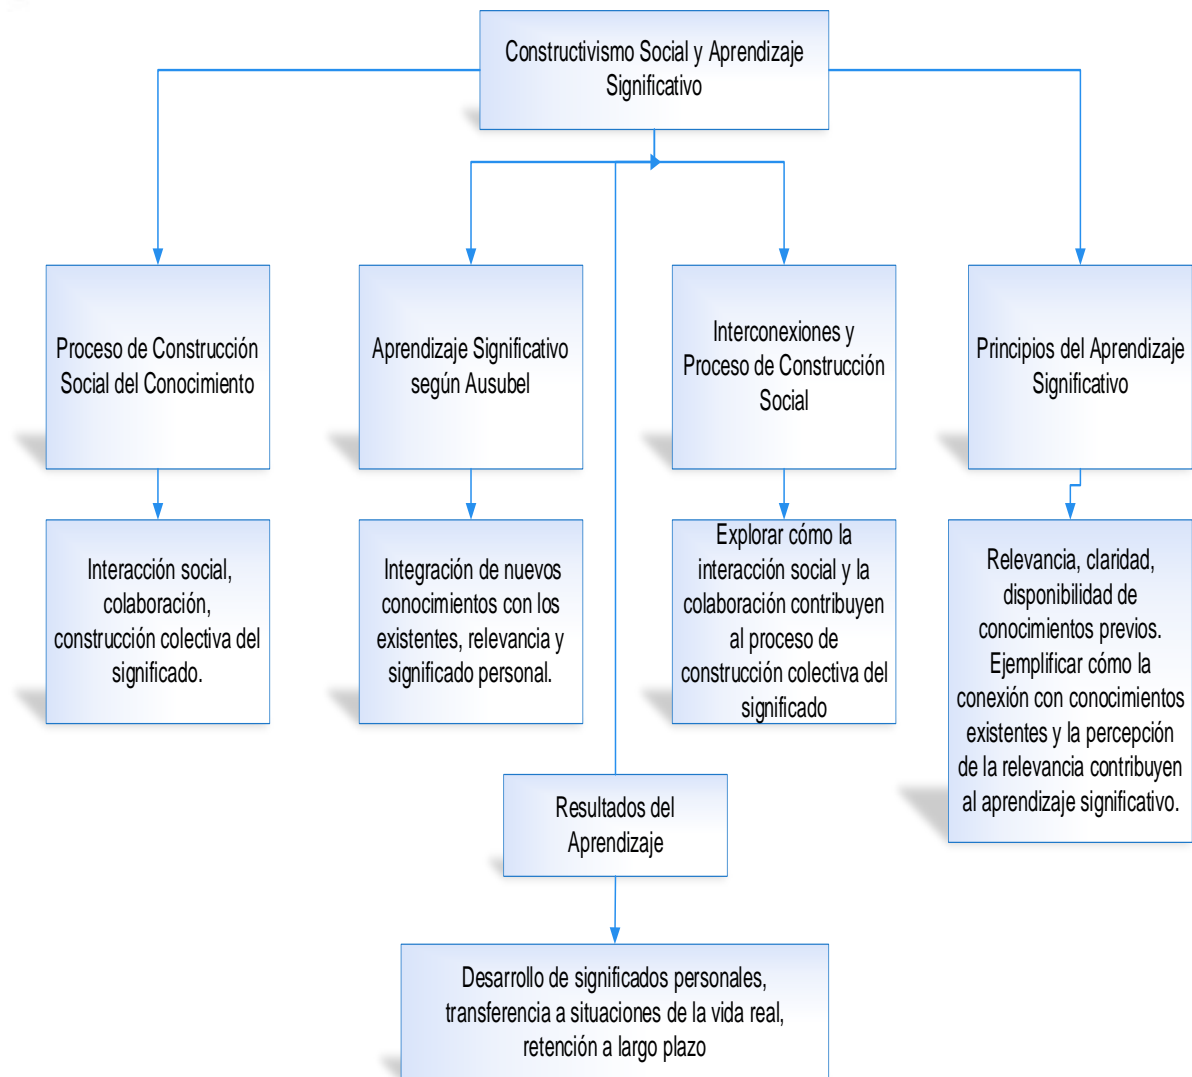 Constructivismo Social y Aprendizaje
Significativo
Proceso de Construcción
Social del Conocimiento
Aprendizaje Significativo
según Ausubel
Interconexiones y
Proceso de Construcción
Social
Principios del Aprendizaje
Significativo
Interacción social,
colaboración,
construcción colectiva del
significado.
Integración de nuevos
conocimientos con los
existentes, relevancia y
significado personal.
Explorar cómo la
interacción social y la
colaboración contribuyen
al proceso de
construcción colectiva del
significado
Relevancia, claridad,
disponibilidad de
conocimientos previos.
Ejemplificar cómo la
conexión con conocimientos
existentes y la percepción
de la relevancia contribuyen
al aprendizaje significativo.
Resultados del
Aprendizaje
Desarrollo de significados personales,
transferencia a situaciones de la vida real,
retención a largo plazo